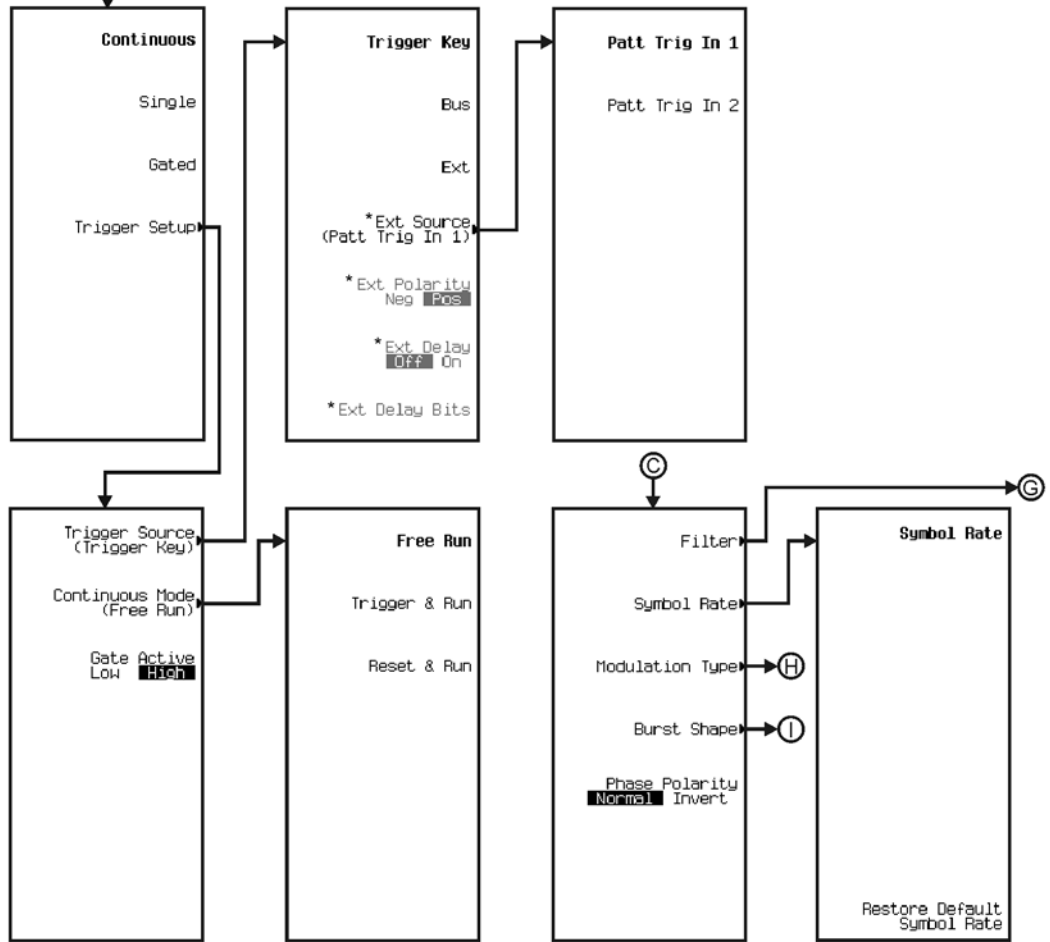 Continuous
Single
Gated
Trigger Setup
Trigger Key
Bus
Ext
*Ext Source
(Patt Trig In 1)
*Ext Polarity
Neg Pos
*Ext Delay
Off On
*Ext Delay Bits
Patt Trig In 1
Patt Trig In 2
Trigger Source
(Trigger Key)
Continuous Mode
(Free Run)
Gate Active
Low High
Free Run
Trigger & Run
Reset & Run
C
Filter
G
Symbol Rate
Modulation Type
H
Burst Shape
I
Phase Polarity
Normal Invert
Symbol Rate
Restore Default
Symbol Rate